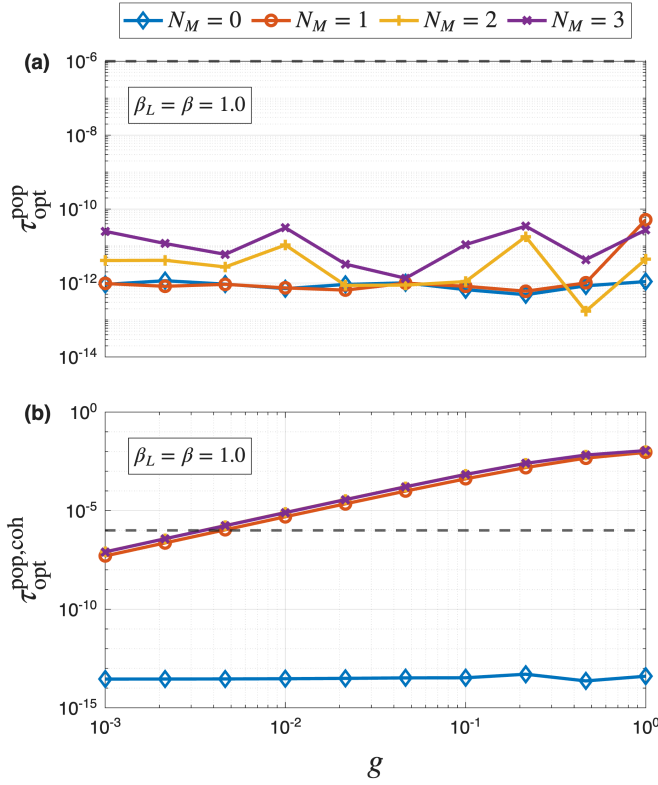 N_M = 0 N_M = 1 N_M = 2 N_M = 3
(a)
10^-6
β_L = β = 1.0
10^-8
τ_opt^pop
10^-10
10^-12
10^-14
(b)
10^0
β_L = β = 1.0
10^-5
τ_opt^pop,coh
10^-10
10^-15
10^-3 10^-2 10^-1 10^0
g